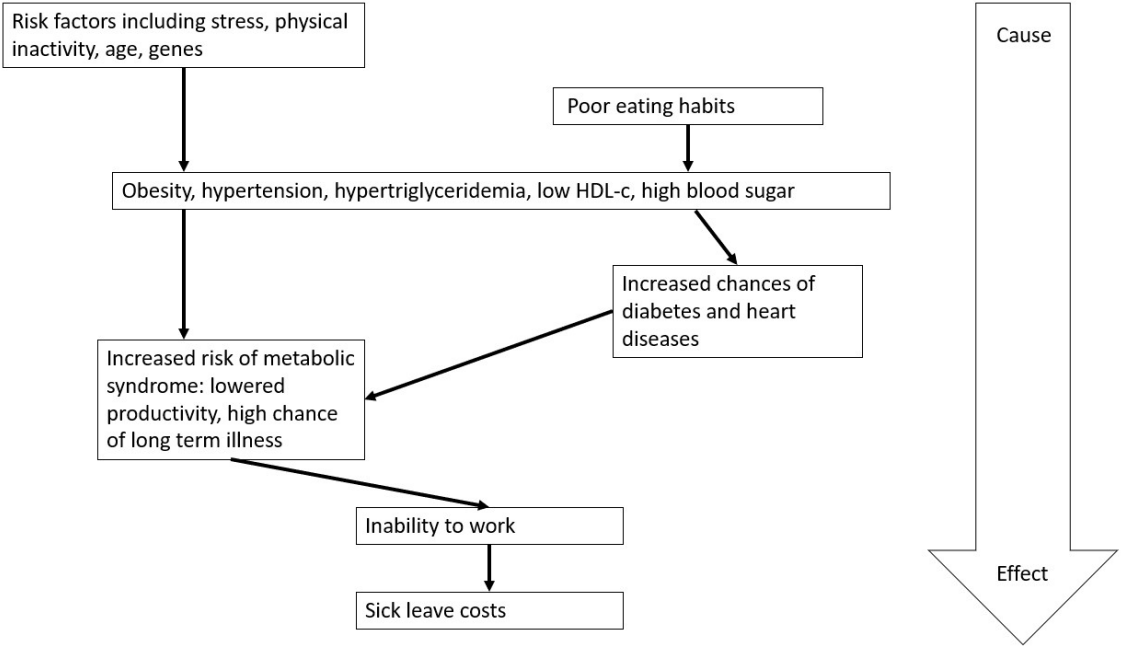 Risk factors including stress, physical
inactivity, age, genes
Cause
Poor eating habits
Obesity, hypertension, hypertriglyceridemia, low HDL-c, high blood sugar
Increased chances of
diabetes and heart
diseases
Increased risk of metabolic
syndrome: lowered
productivity, high chance
of long term illness
Inability to work
Effect
Sick leave costs